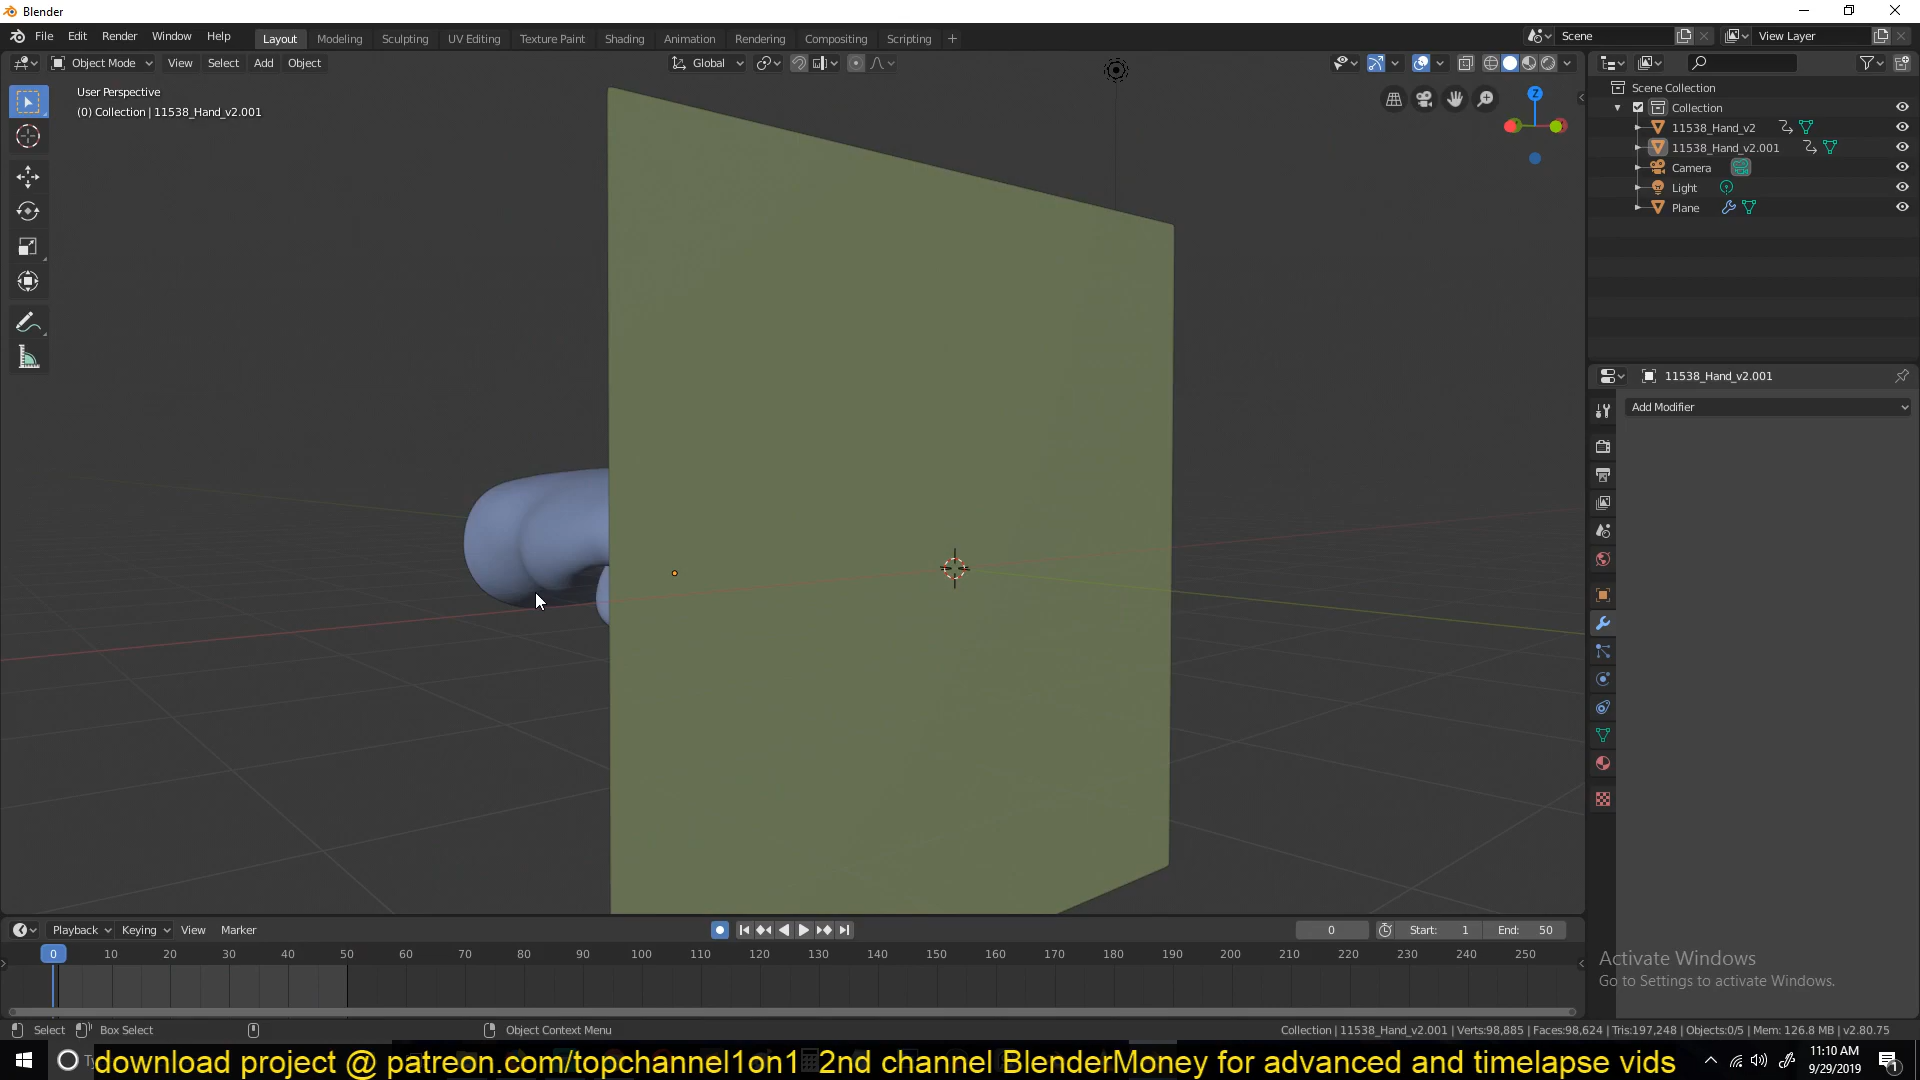 Blender
File Edit Render Window Help Layout Modeling Sculpting UV Editing Texture Paint Shading Animation Rendering Compositing Scripting + Scene View Layer
Object Mode View Select Add Object Global
User Perspective
(0) Collection | 11538_Hand_v2.001
Z
Scene Collection
Collection
11538_Hand_v2
11538_Hand_v2.001
Camera
Light
Plane
11538_Hand_v2.001
Add Modifier
Playback Keying View Marker 0 Start: 1 End: 50
0 10 20 30 40 50 60 70 80 90 100 110 120 130 140 150 160 170 180 190 200 210 220 230 240 250
Activate Windows
Go to Settings to activate Windows.
Select Box Select Object Context Menu Collection | 11538_Hand_v2.001 | Verts:98,885 | Faces:98,624 | Tris:197,248 | Objects:0/5 | Mem: 126.8 MB | v2.80.75
download project @ patreon.com/topchannel1on1 2nd channel BlenderMoney for advanced and timelapse vids
11:10 AM
9/29/2019
1